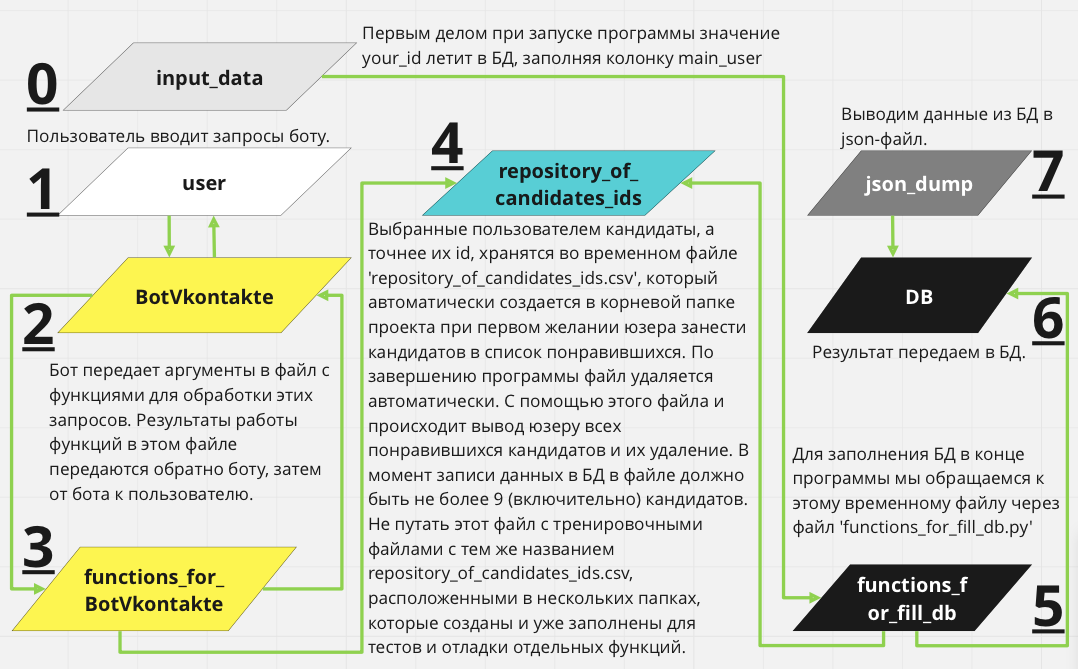 0
input_data
Первым делом при запуске программы значение
your_id летит в БД, заполняя колонку main_user
Пользователь вводит запросы боту.
1
user
2
BotVkontakte
Бот передает аргументы в файл с
функциями для обработки этих
запросов. Результаты работы
функций в этом файле
передаются обратно боту, затем
от бота к пользователю.
3
functions_for_
BotVkontakte
4
repository_of_
candidates_ids
Выбранные пользователем кандидаты, а
точнее их id, хранятся во временном файле
'repository_of_candidates_ids.csv', который
автоматически создается в корневой папке
проекта при первом желании юзера занести
кандидатов в список понравившихся. По
завершению программы файл удаляется
автоматически. С помощью этого файла и
происходит вывод юзеру всех
понравившихся кандидатов и их удаление. В
момент записи данных в БД в файле должно
быть не более 9 (включительно) кандидатов.
Не путать этот файл с тренировочными
файлами с тем же названием
repository_of_candidates_ids.csv,
расположенными в нескольких папках,
которые созданы и уже заполнены для
тестов и отладки отдельных функций.
Выводим данные из БД в
json-файл.
7
json_dump
DB
6
Результат передаем в БД.
Для заполнения БД в конце
программы мы обращаемся к
этому временному файлу через
файл 'functions_for_fill_db.py'
functions_f
or_fill_db
5